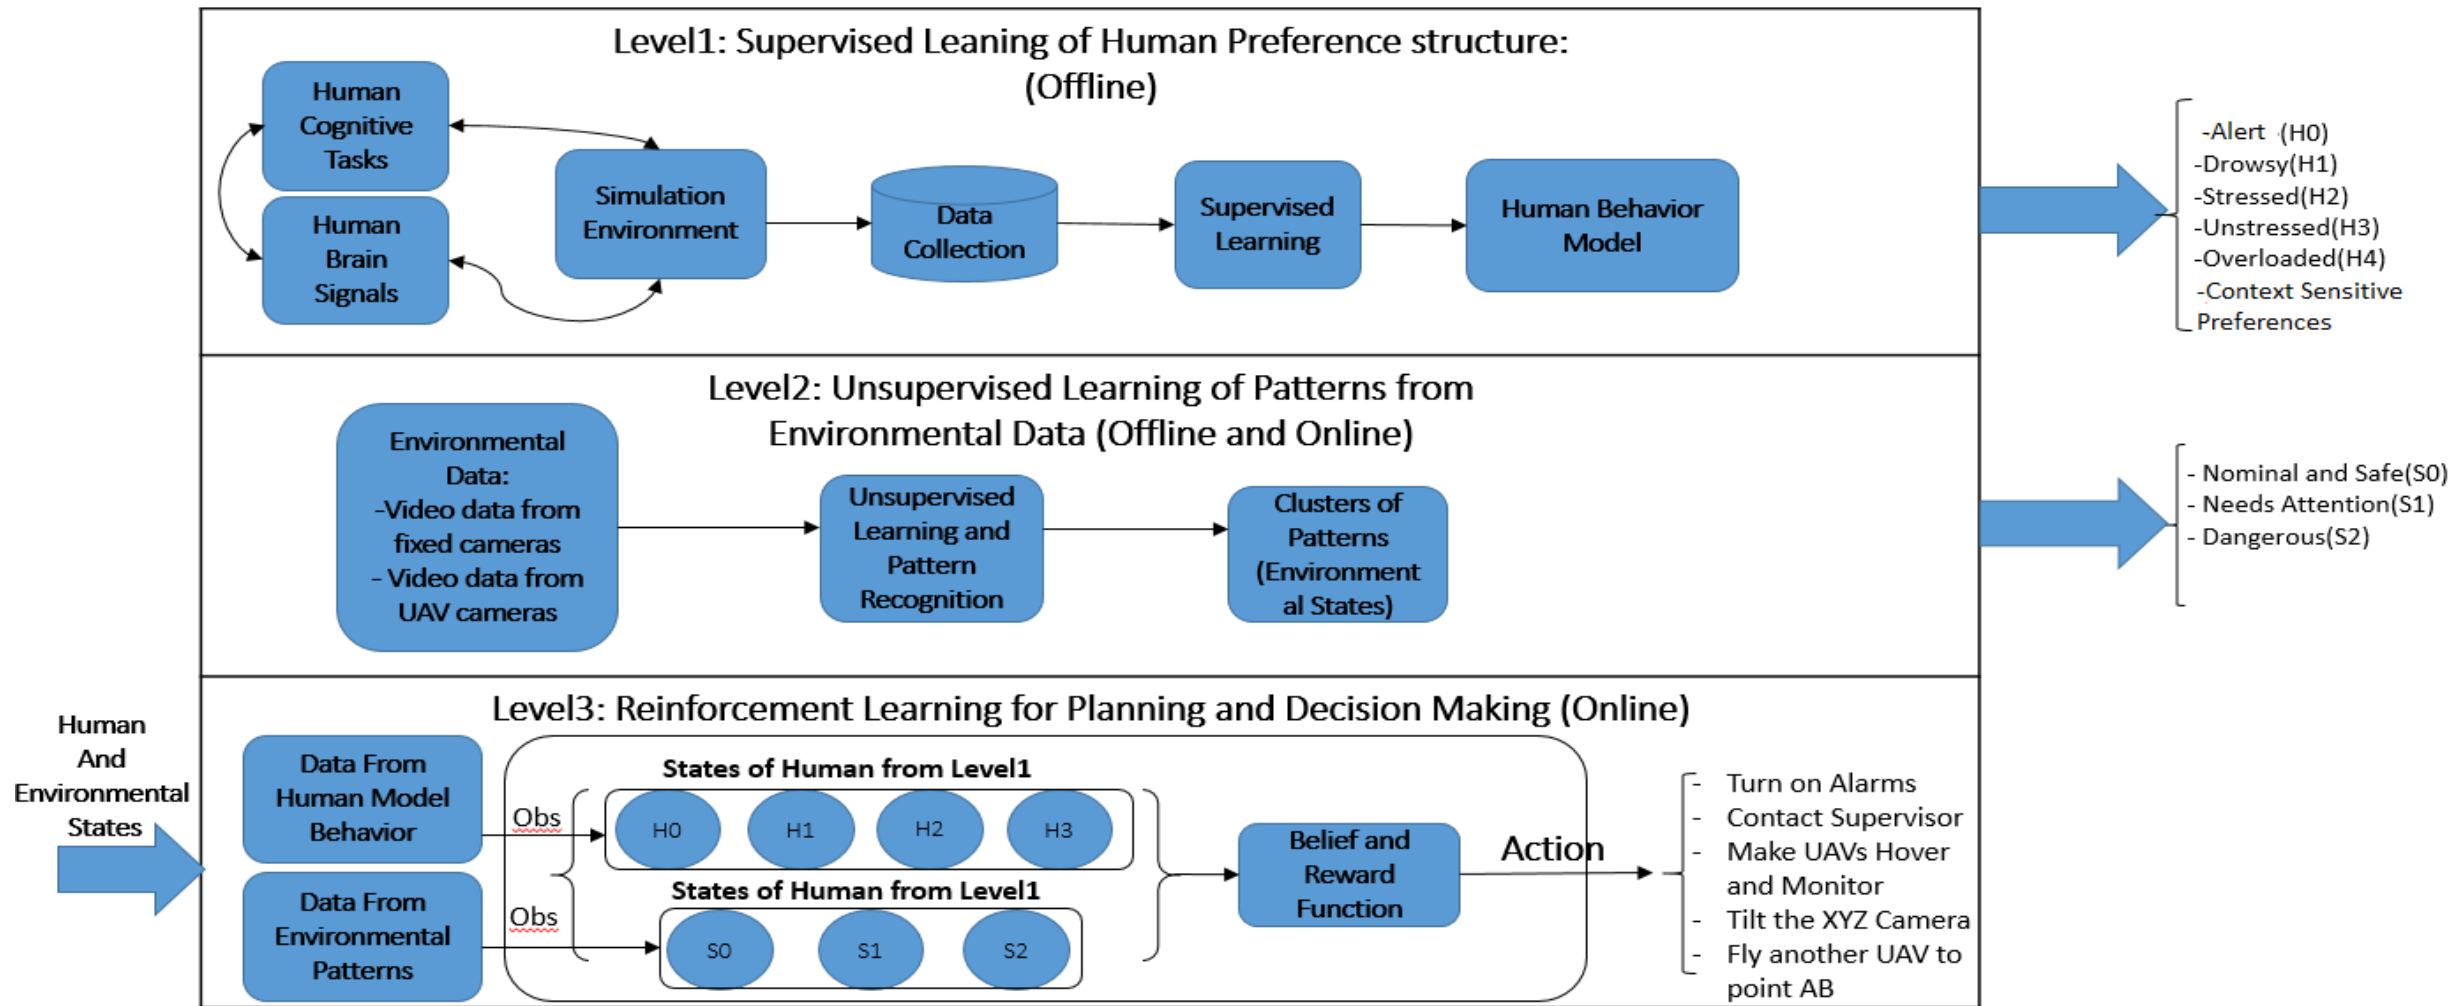 Level1: Supervised Leaning of Human Preference structure:
(Offline)
Human
Cognitive
Tasks
Human
Brain
Signals
Simulation
Environment
Data
Collection
Supervised
Learning
Human Behavior
Model
-Alert (H0)
-Drowsy(H1)
-Stressed(H2)
-Unstressed(H3)
-Overloaded(H4)
-Context Sensitive
Preferences
Level2: Unsupervised Learning of Patterns from
Environmental Data (Offline and Online)
Environmental
Data:
-Video data from
fixed cameras
- Video data from
UAV cameras
Unsupervised
Learning and
Pattern
Recognition
Clusters of
Patterns
(Environment
al States)
- Nominal and Safe(S0)
- Needs Attention(S1)
- Dangerous(S2)
Human
And
Environmental
States
Level3: Reinforcement Learning for Planning and Decision Making (Online)
Data From
Human Model
Behavior
Data From
Environmental
Patterns
Obs
Obs
States of Human from Level1
H0
H1
H2
H3
States of Human from Level1
S0
S1
S2
Belief and
Reward
Function
Action
- Turn on Alarms
- Contact Supervisor
- Make UAVs Hover
and Monitor
- Tilt the XYZ Camera
- Fly another UAV to
point AB